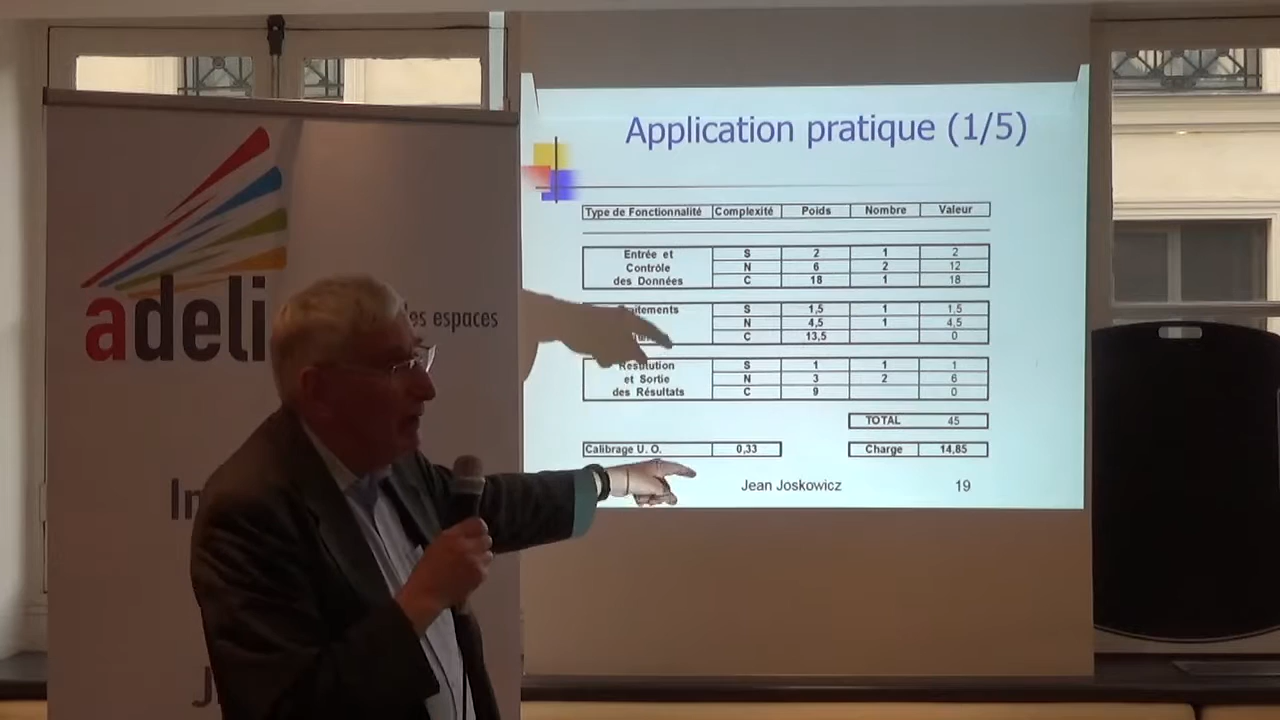 adeli
es espaces
In
J
Application pratique (1/5)
Type de Fonctionnalité Complexité Poids Nombre Valeur
Entrée et S 2 1 2
Contrôle N 6 2 12
des Données C 18 1 18
S 1,5 1 1,5
N 4,5 1 4,5
C 13,5 0
Restitution S 1 1 1
et Sortie N 3 2 6
des Résultats C 9 0
TOTAL 45
Calibrage U. O. 0,33 Charge 14,85
Jean Joskowicz 19